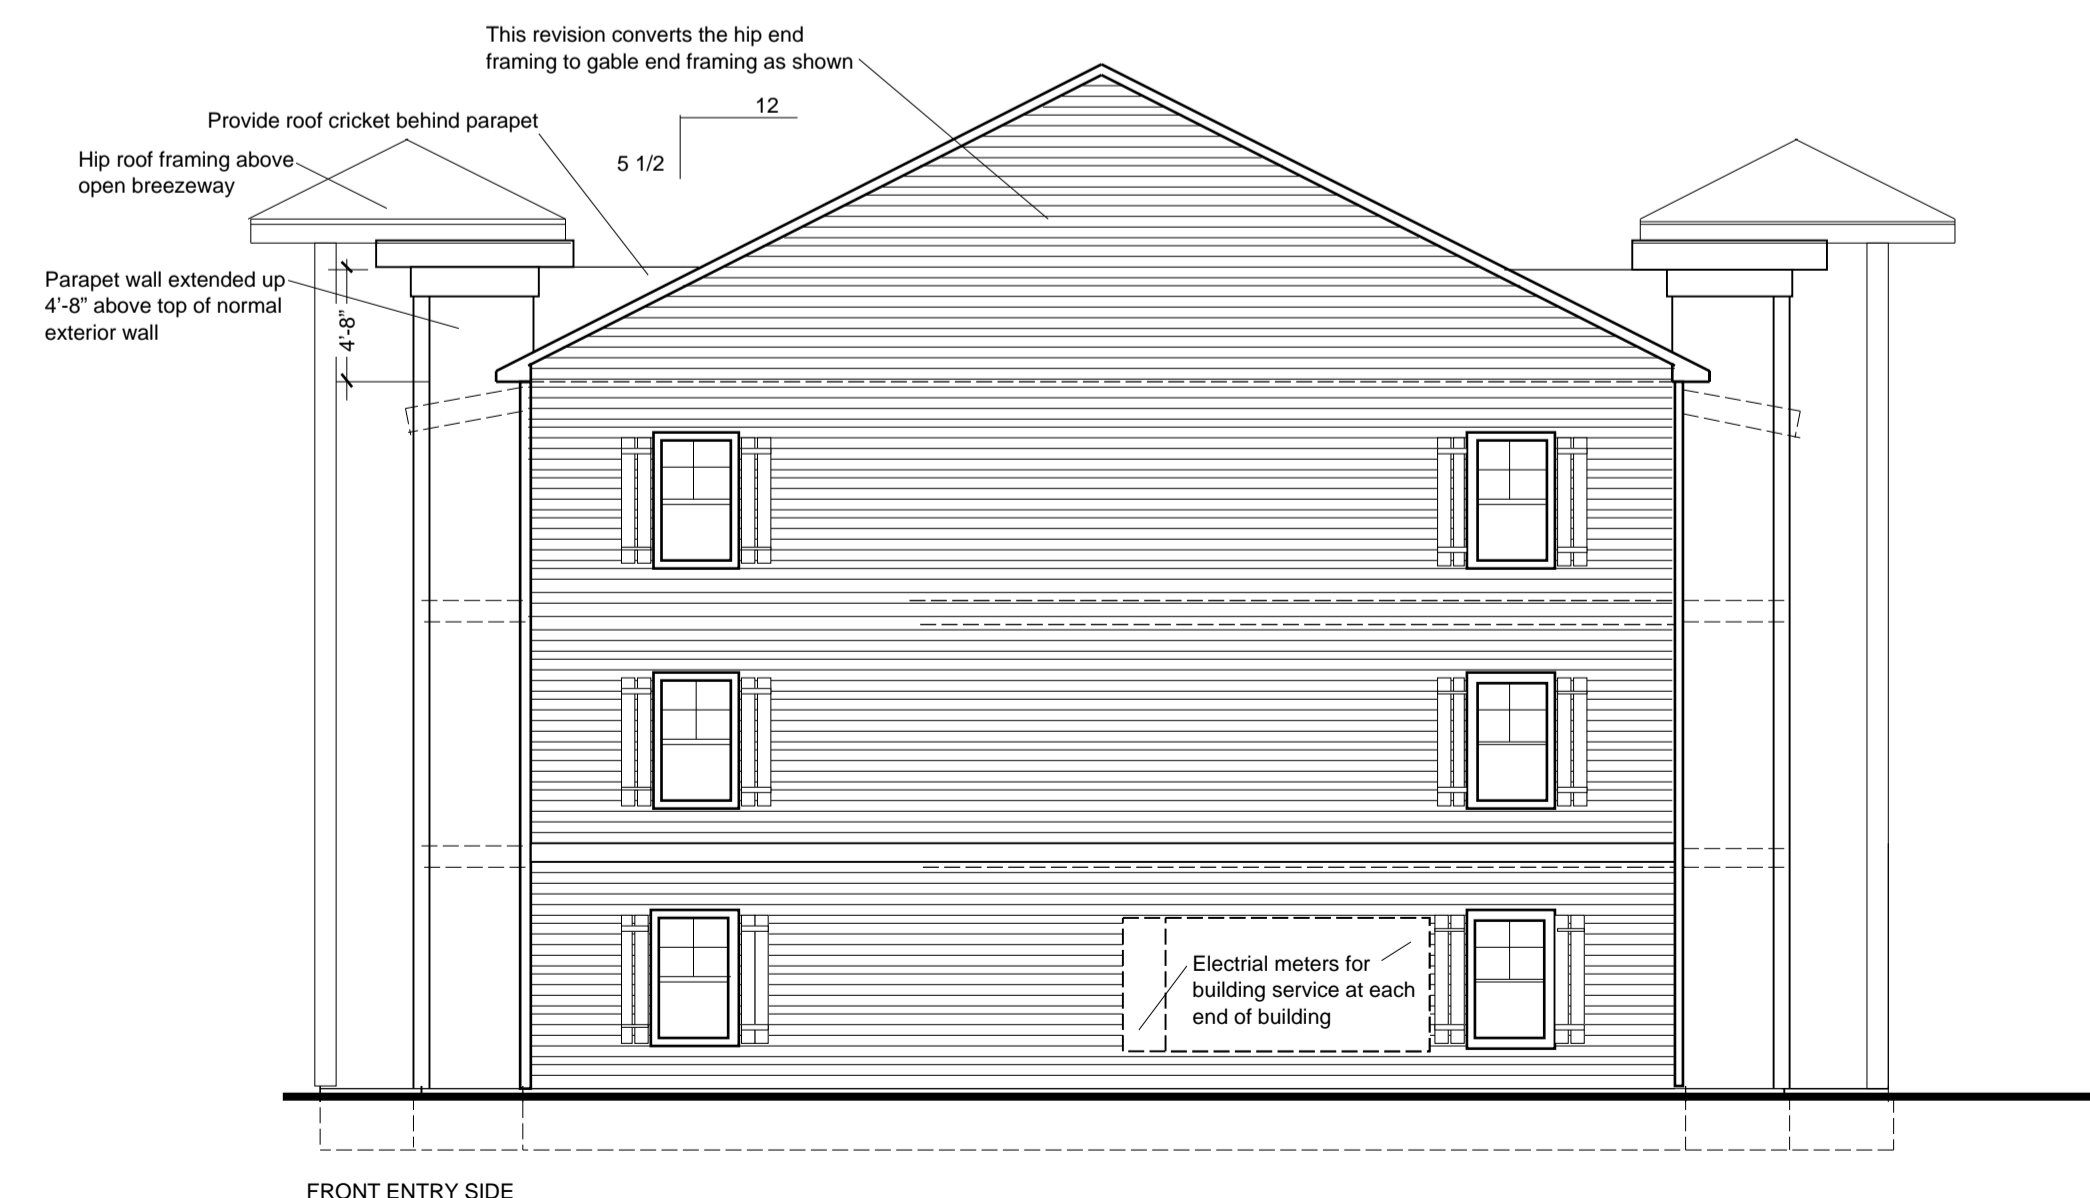 This revision converts the hip end
framing to gable end framing as shown
12
5 1/2
Provide roof cricket behind parapet
Hip roof framing above
open breezeway
Parapet wall extended up
4’-8” above top of normal
exterior wall
4’-8”
Electrial meters for
building service at each
end of building
FRONT ENTRY SIDE